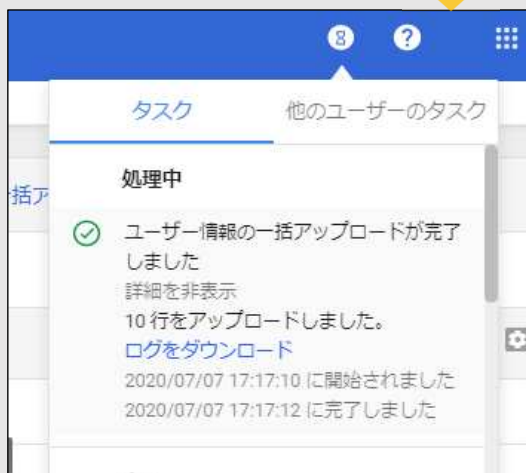 タスク
他のユーザーのタスク
処理中
括ア
ユーザー情報の一括アップロードが完了
しました
詳細を非表示
10 行をアップロードしました。
ログをダウンロード
2020/07/07 17:17:10 に開始されました
2020/07/07 17:17:12 に完了しました